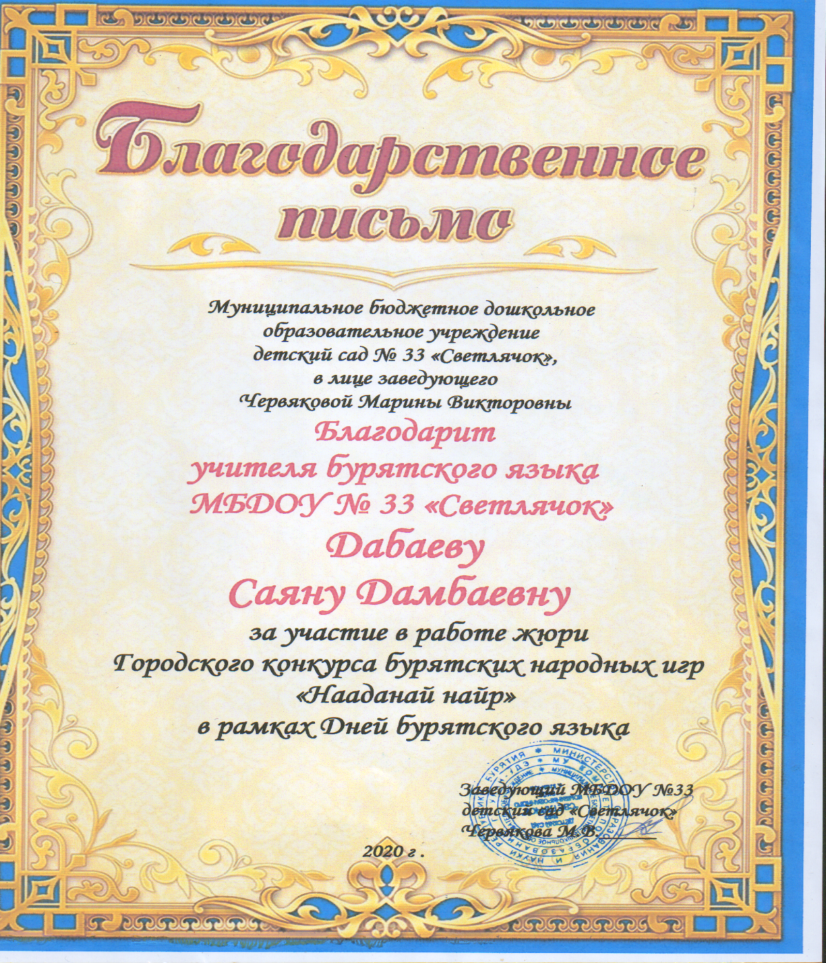 Благодарственное
письмо
Муниципальное бюджетное дошкольное
образовательное учреждение
детский сад № 33 «Светлячок»,
в лице заведующего
Червяковой Марины Викторовны
Благодарит
учителя бурятского языка
МБДОУ № 33 «Светлячок»
Дабаеву
Саяну Дамбаевну
за участие в работе жюри
Городского конкурса бурятских народных игр
«Нааданай найр»
в рамках Дней бурятского языка
Заведующий МБДОУ №33
детский сад «Светлячок»
Червякова М.В.
2020 г.